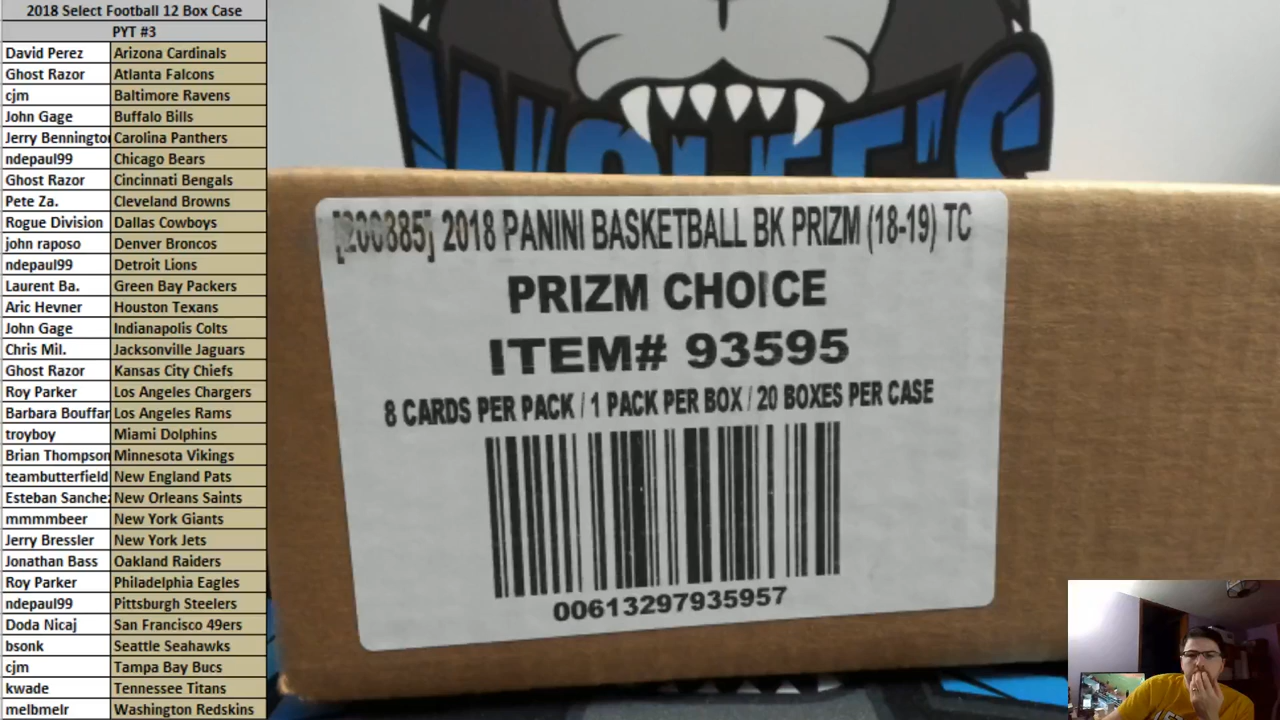 2018 Select Football 12 Box Case
PYT #3
David Perez Arizona Cardinals
Ghost Razor Atlanta Falcons
cjm Baltimore Ravens
John Gage Buffalo Bills
Jerry Benningto Carolina Panthers
ndepaul99 Chicago Bears
Ghost Razor Cincinnati Bengals
Pete Za. Cleveland Browns
Rogue Division Dallas Cowboys
john raposo Denver Broncos
ndepaul99 Detroit Lions
Laurent Ba. Green Bay Packers
Aric Hevner Houston Texans
John Gage Indianapolis Colts
Chris Mil. Jacksonville Jaguars
Ghost Razor Kansas City Chiefs
Roy Parker Los Angeles Chargers
Barbara Bouffar Los Angeles Rams
troyboy Miami Dolphins
Brian Thompson Minnesota Vikings
teambutterfield New England Pats
Esteban Sanchez New Orleans Saints
mmmmbeer New York Giants
Jerry Bressler New York Jets
Jonathan Bass Oakland Raiders
Roy Parker Philadelphia Eagles
ndepaul99 Pittsburgh Steelers
Doda Nicaj San Francisco 49ers
bsonk Seattle Seahawks
cjm Tampa Bay Bucs
kwade Tennessee Titans
melbmelr Washington Redskins
WOLFE'S
[200885] 2018 PANINI BASKETBALL BK PRIZM (18-19) TC
PRIZM CHOICE
ITEM# 93595
8 CARDS PER PACK / 1 PACK PER BOX / 20 BOXES PER CASE
00613297935957